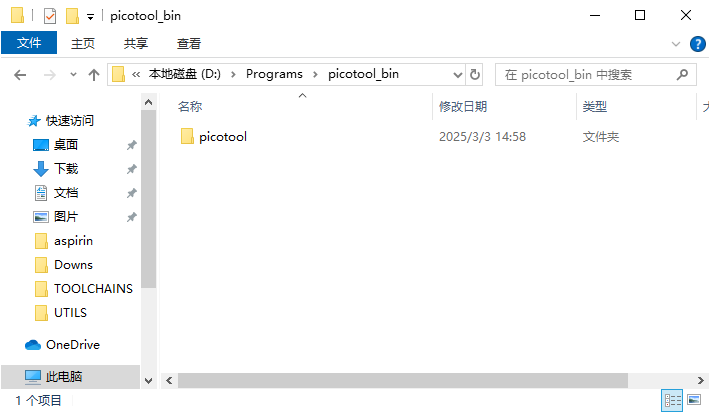 picotool_bin
文件 主页 共享 查看
« 本地磁盘 (D:) › Programs › picotool_bin
在 picotool_bin 中搜索
名称 修改日期 类型 大
picotool 2025/3/3 14:58 文件夹
快速访问
桌面
下载
文档
图片
aspirin
Downs
TOOLCHAINS
UTILS
OneDrive
此电脑
1 个项目